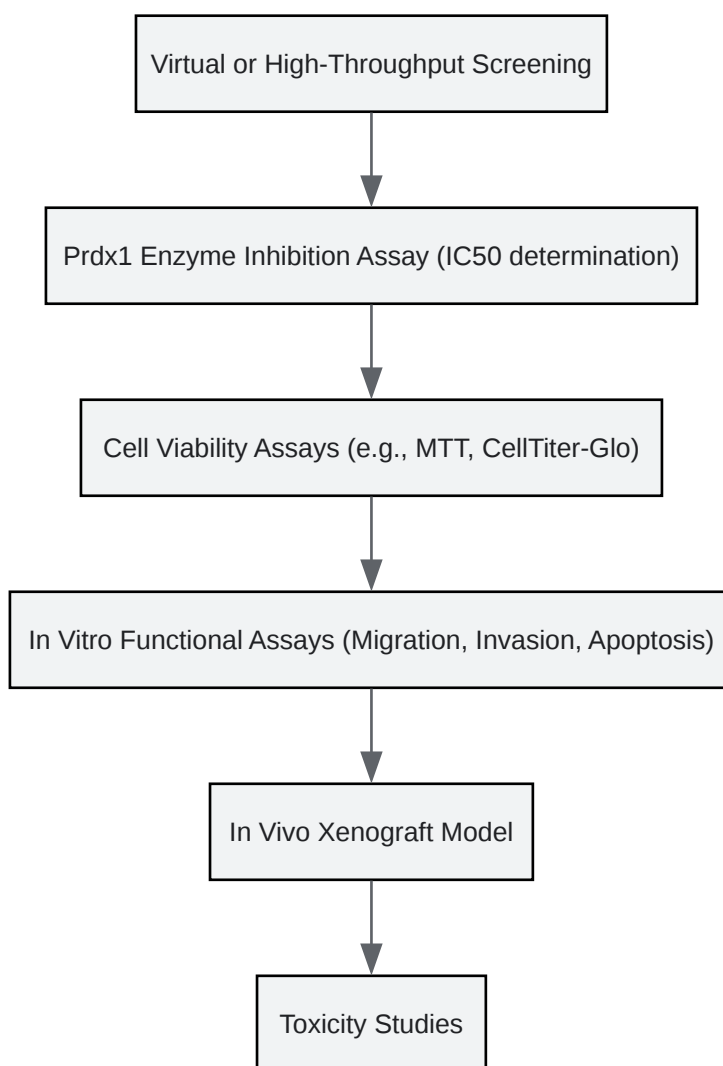 Virtual or High-Throughput Screening
Prdx1 Enzyme Inhibition Assay (IC50 determination)
Cell Viability Assays (e.g., MTT, CellTiter-Glo)
In Vitro Functional Assays (Migration, Invasion, Apoptosis)
In Vivo Xenograft Model
Toxicity Studies